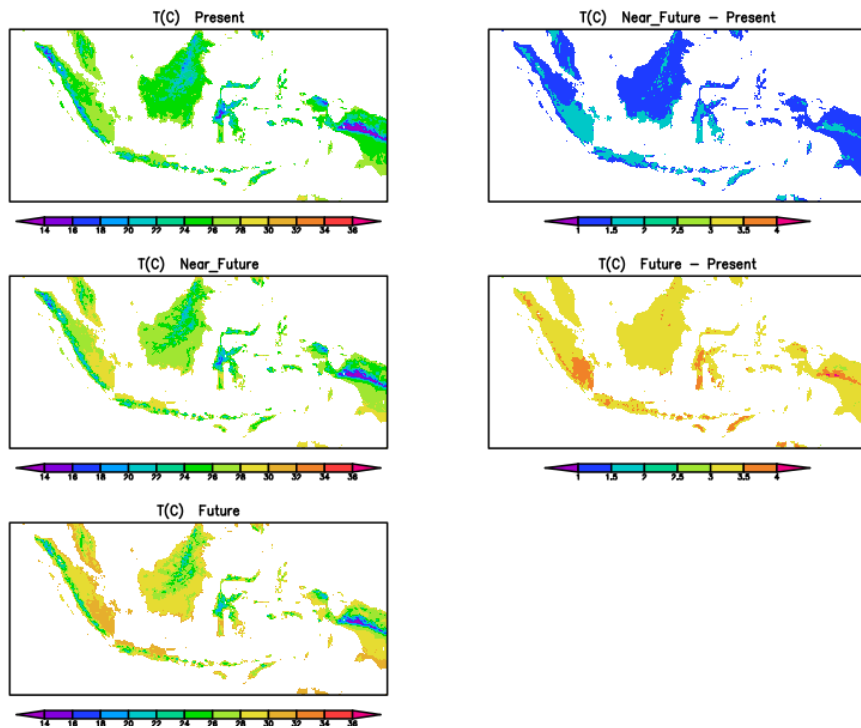 T(C) Present
14 16 18 20 22 24 26 28 30 32 34 36
T(C) Near_Future − Present
1 1.5 2 2.5 3 3.5 4
T(C) Near_Future
14 16 18 20 22 24 26 28 30 32 34 36
T(C) Future − Present
1 1.5 2 2.5 3 3.5 4
T(C) Future
14 16 18 20 22 24 26 28 30 32 34 36